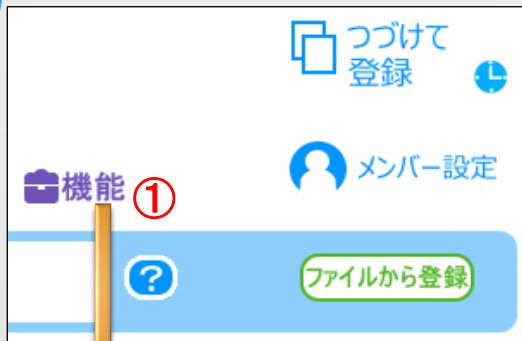 つづけて
登録
メンバー設定
機能 ①
?
ファイルから登録